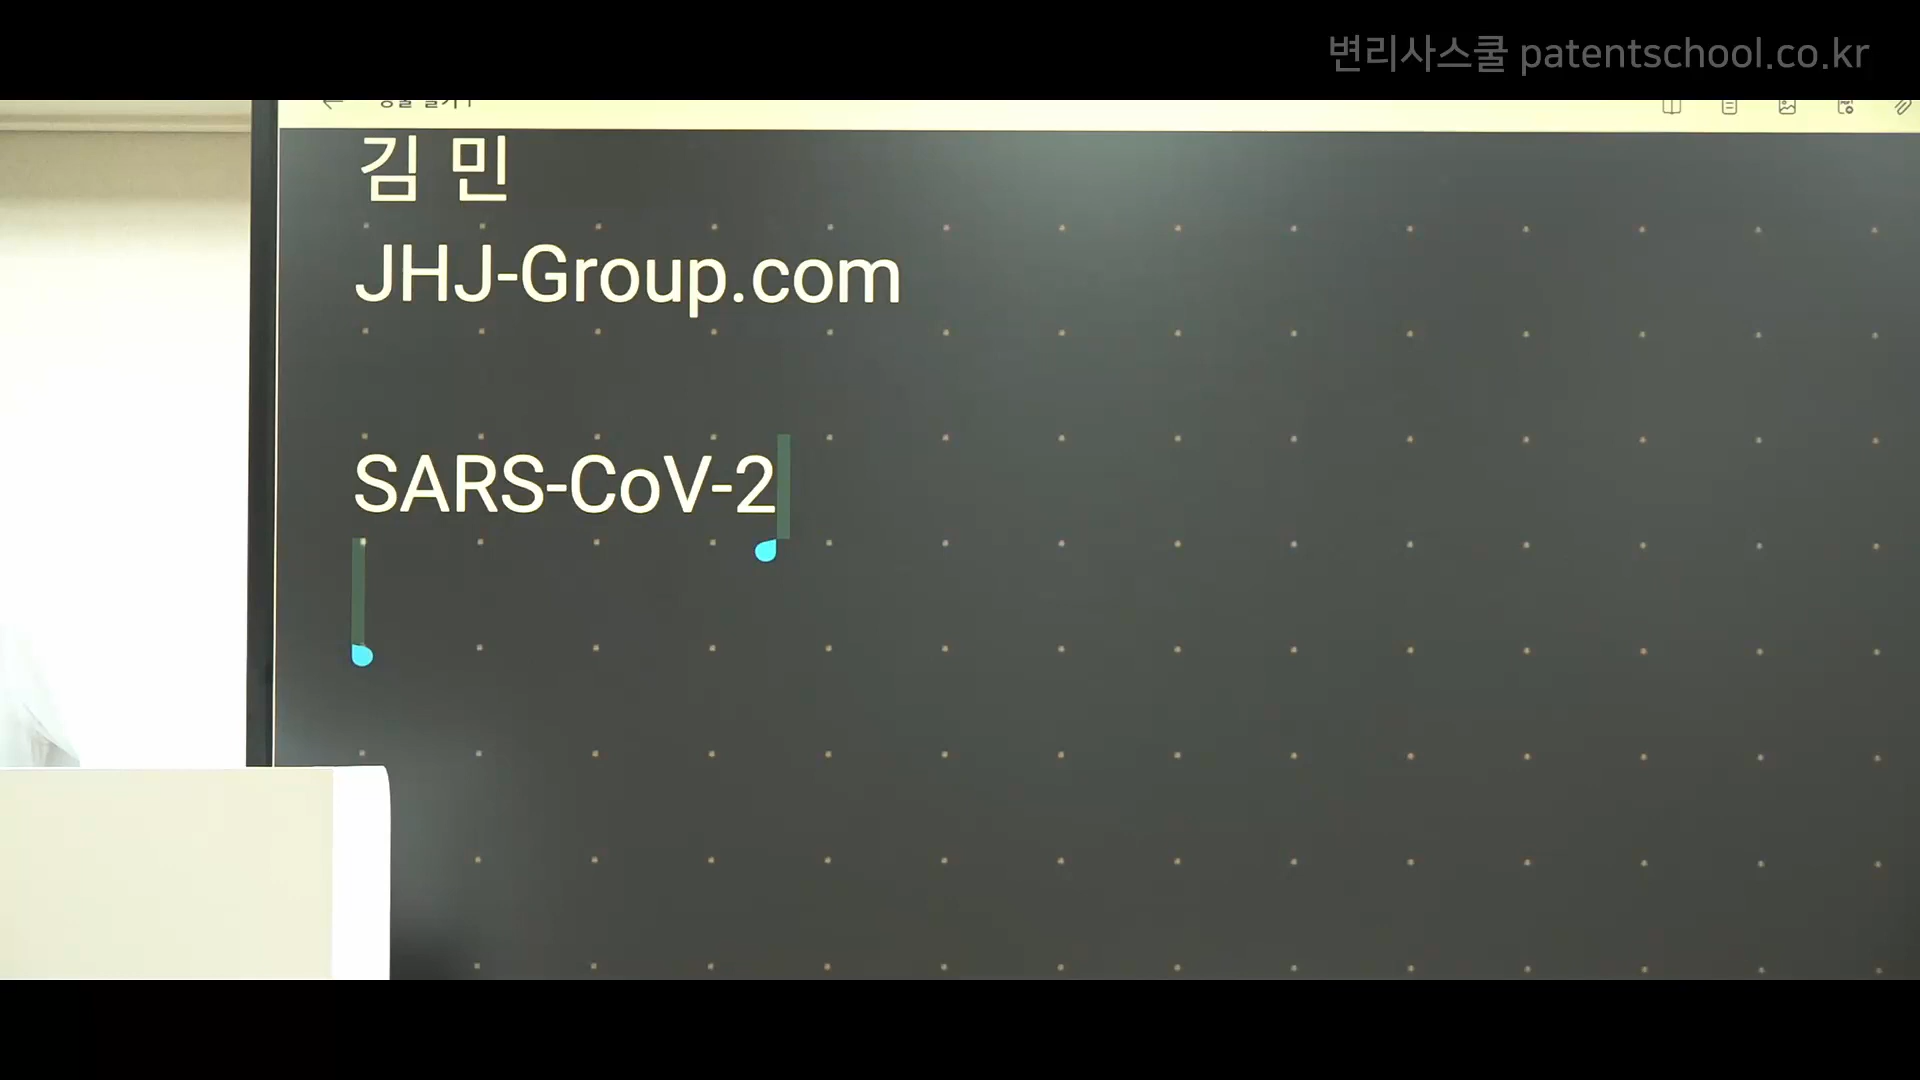 변리사스쿨 patentschool.co.kr
김 민
JHJ-Group.com
SARS-CoV-2